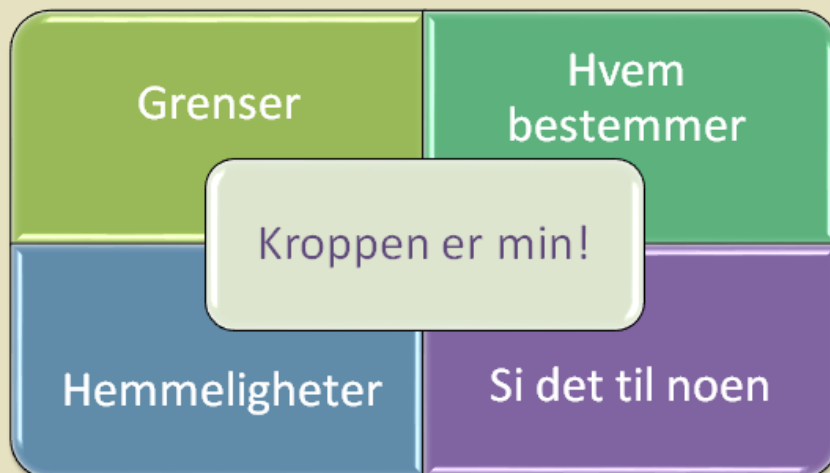 Grenser
Hvem
bestemmer
Kroppen er min!
Hemmeligheter
Si det til noen